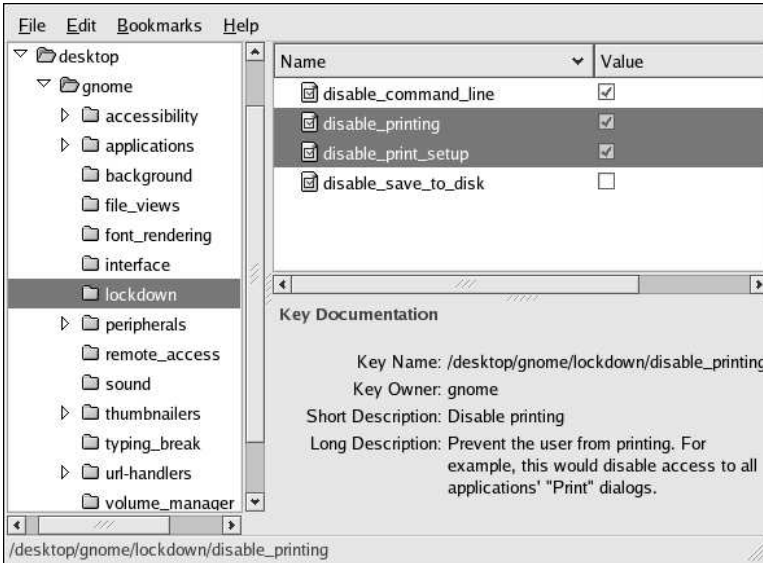 File Edit Bookmarks Help
desktop
gnome
accessibility
applications
background
file_views
font_rendering
interface
lockdown
peripherals
remote_access
sound
thumbnailers
typing_break
url-handlers
volume_manager
Name Value
disable_command_line
disable_printing
disable_print_setup
disable_save_to_disk
Key Documentation
Key Name: /desktop/gnome/lockdown/disable_printing
Key Owner: gnome
Short Description: Disable printing
Long Description: Prevent the user from printing. For
example, this would disable access to all
applications' "Print" dialogs.
/desktop/gnome/lockdown/disable_printing